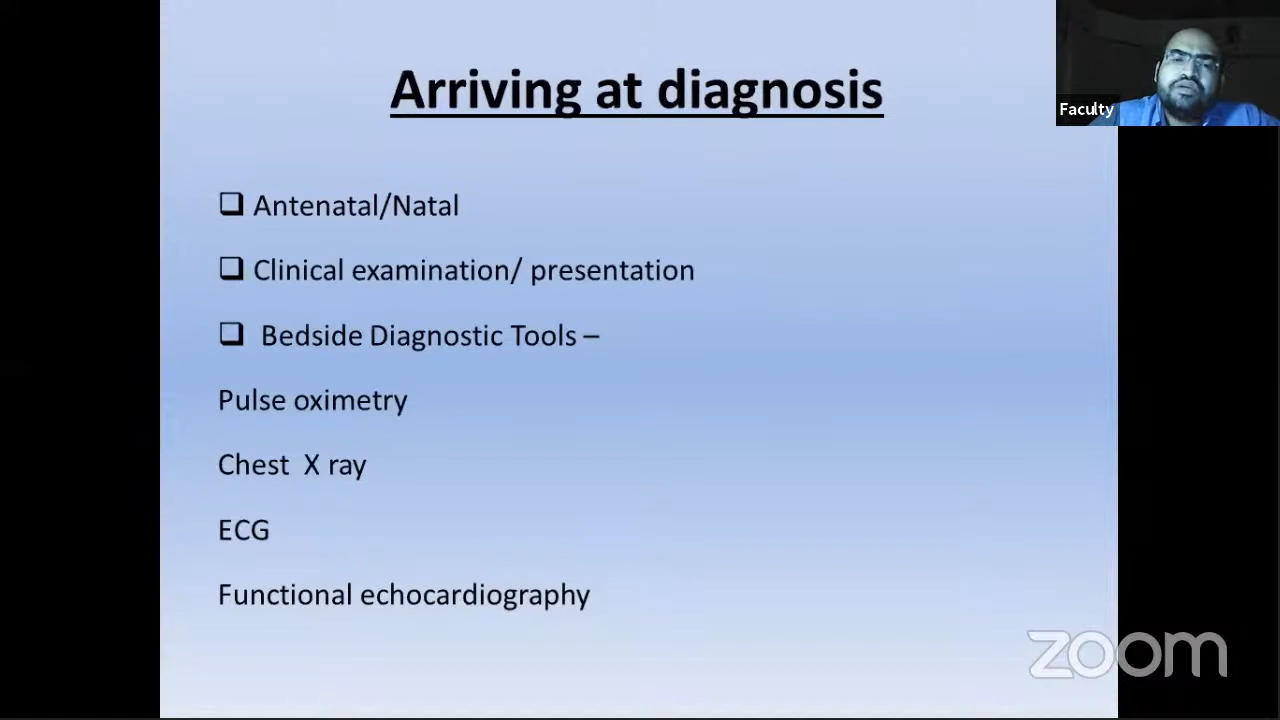 Arriving at diagnosis
Faculty
❑ Antenatal/Natal
❑ Clinical examination/ presentation
❑ Bedside Diagnostic Tools –
Pulse oximetry
Chest X ray
ECG
Functional echocardiography
zoom